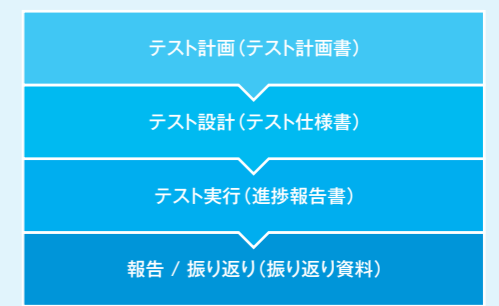 テスト計画（テスト計画書）
テスト設計（テスト仕様書）
テスト実行（進捗報告書）
報告 / 振り返り（振り返り資料）